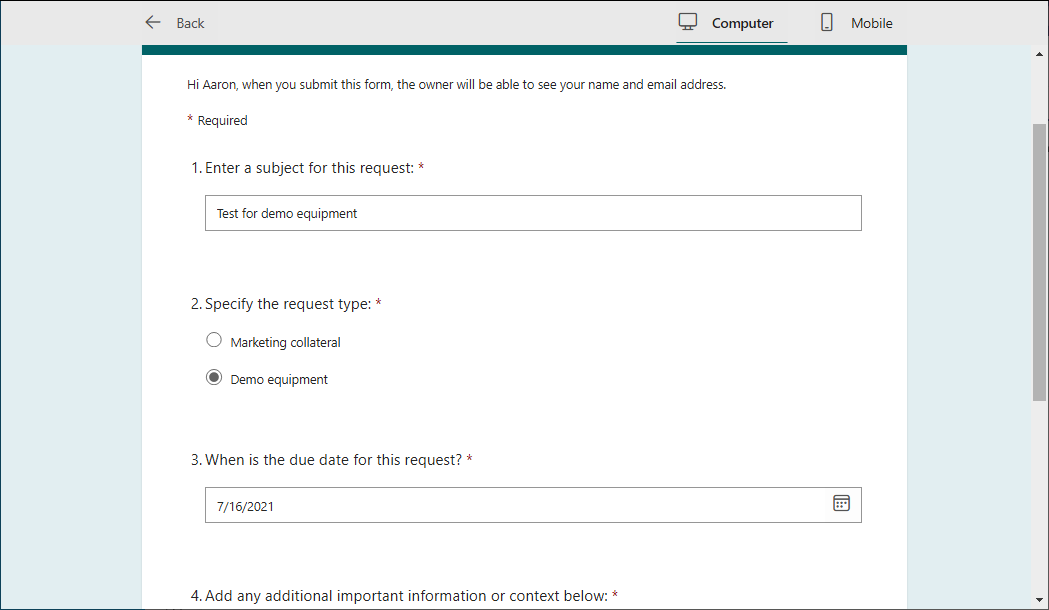 Back
Computer
Mobile
Hi Aaron, when you submit this form, the owner will be able to see your name and email address.
* Required
1. Enter a subject for this request: *
Test for demo equipment
2. Specify the request type: *
Marketing collateral
Demo equipment
3. When is the due date for this request? *
7/16/2021
4. Add any additional important information or context below: *